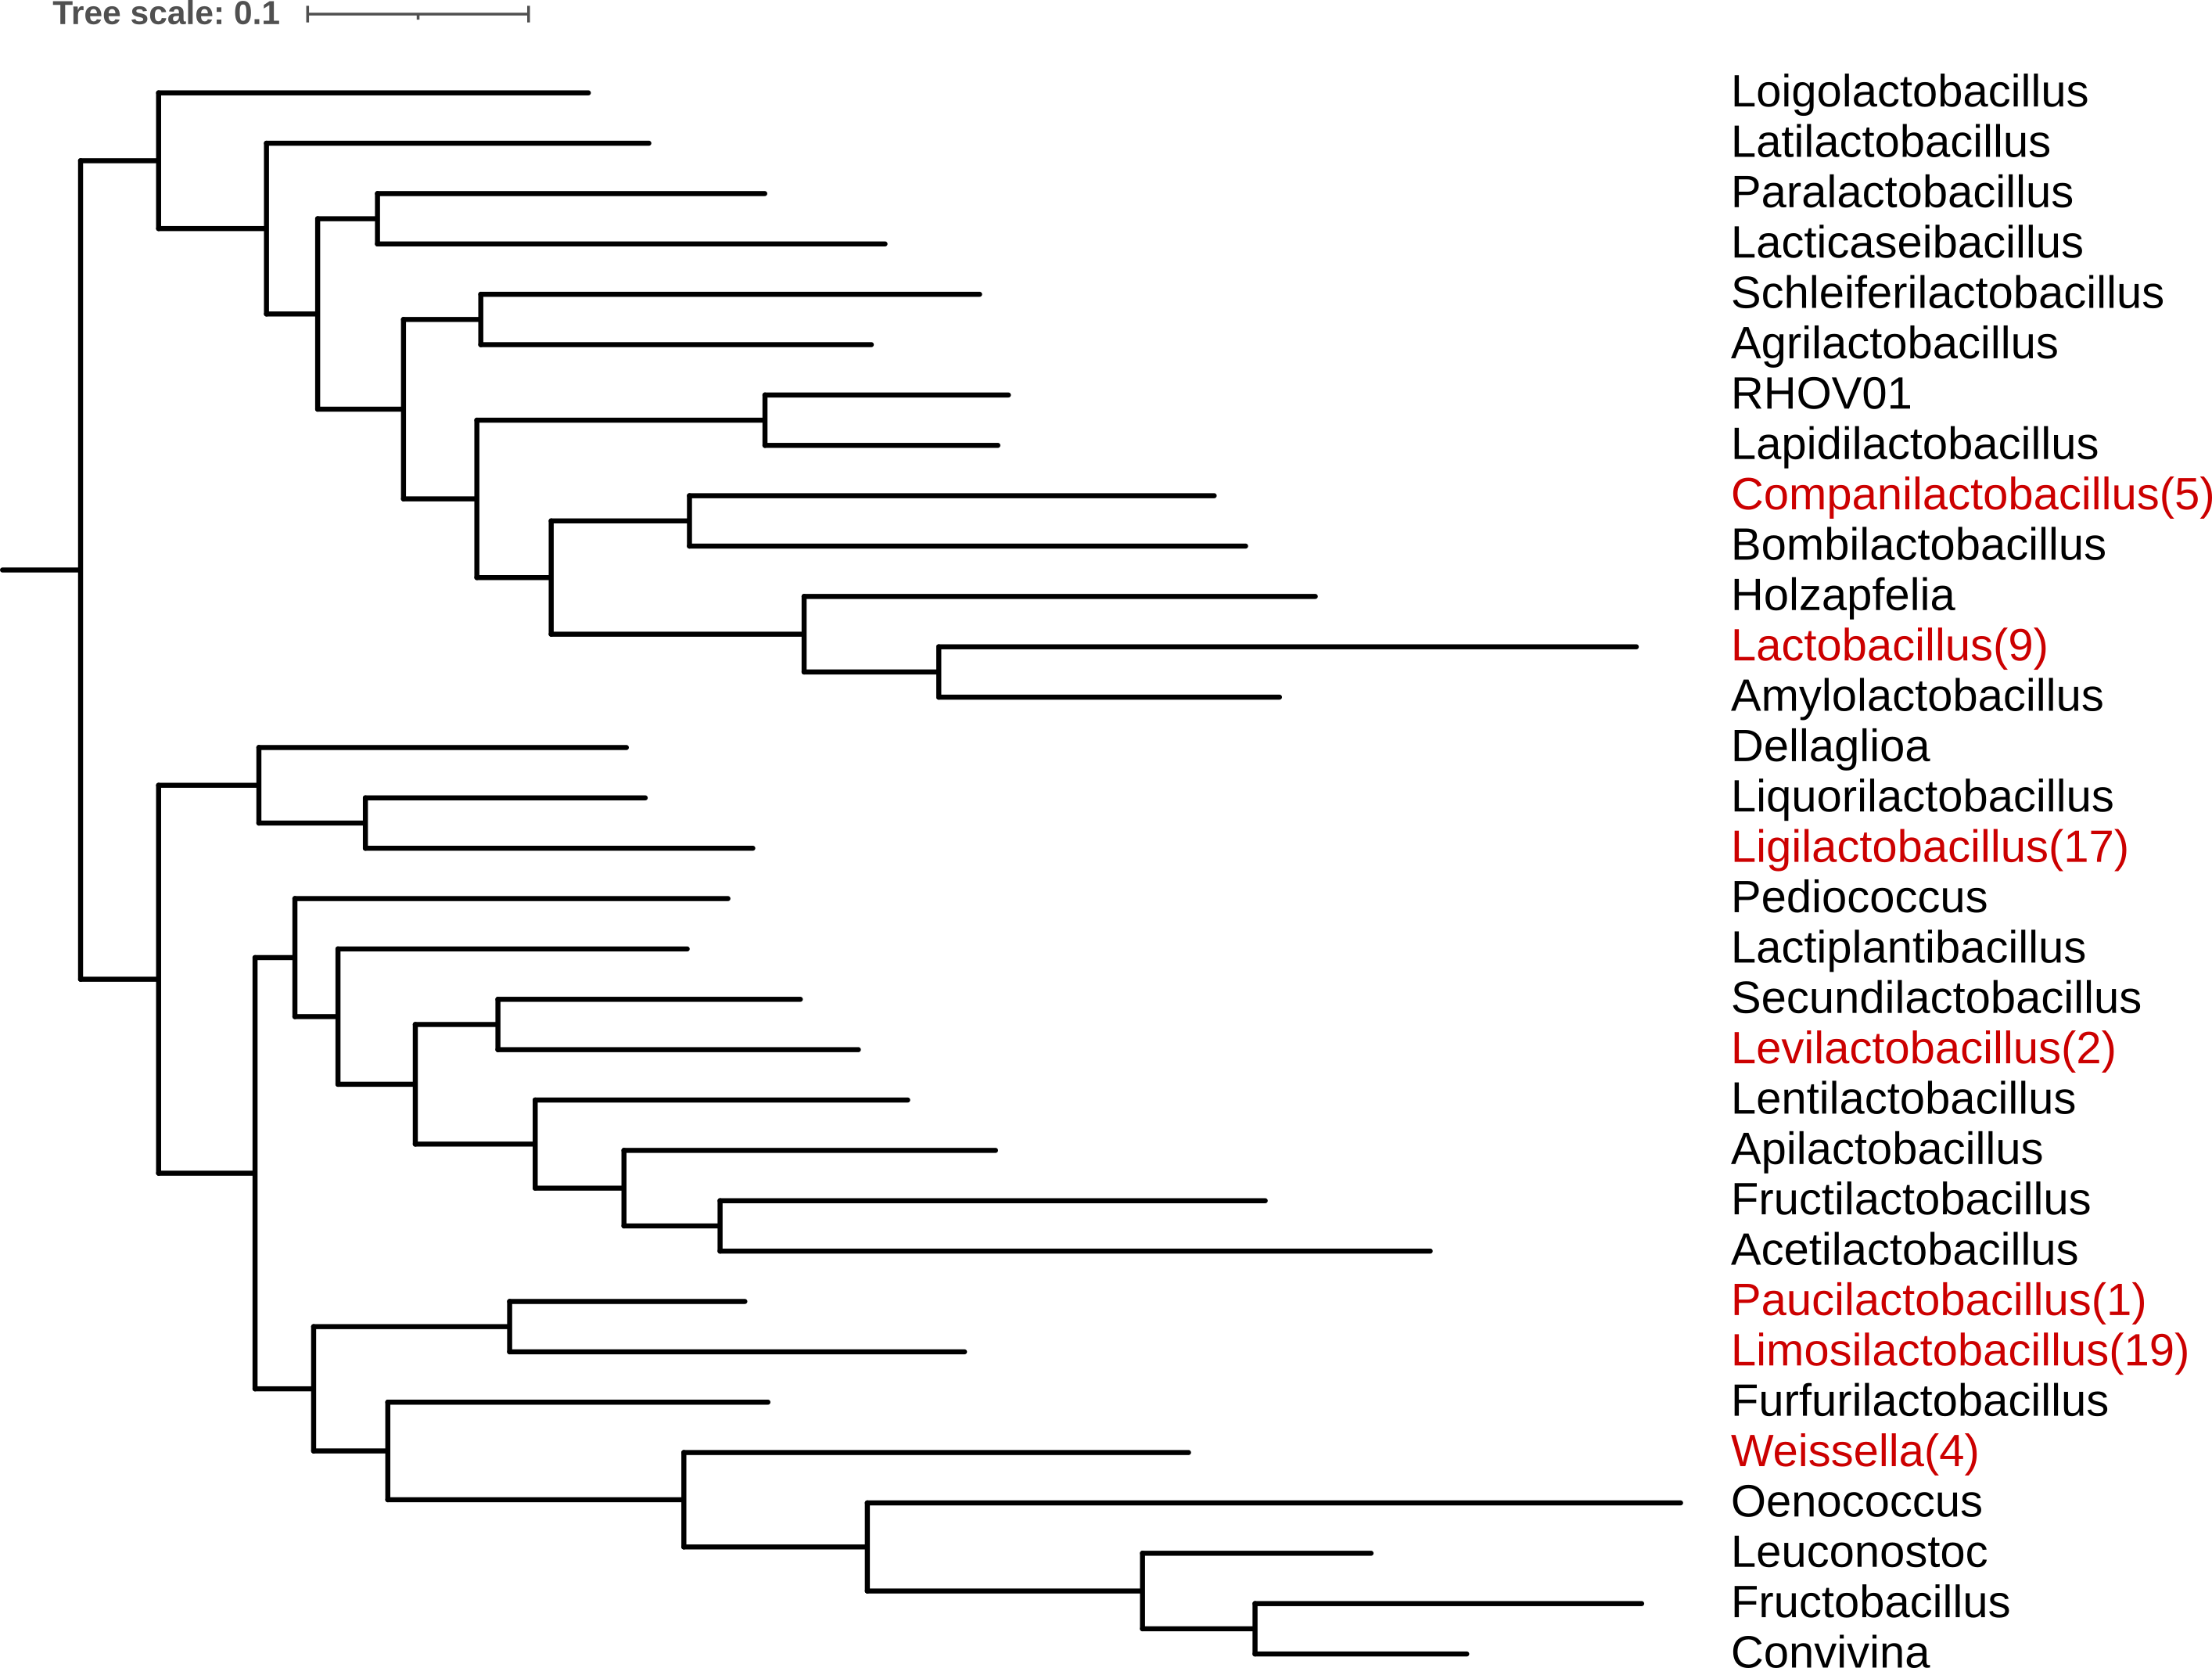 Tree scale: 0.1
Loigolactobacillus
Latilactobacillus
Paralactobacillus
Lacticaseibacillus
Schleiferilactobacillus
Agrilactobacillus
RHOV01
Lapidilactobacillus
Companilactobacillus(5)
Bombilactobacillus
Holzapfelia
Lactobacillus(9)
Amylolactobacillus
Dellaglioa
Liquorilactobacillus
Ligilactobacillus(17)
Pediococcus
Lactiplantibacillus
Secundilactobacillus
Levilactobacillus(2)
Lentilactobacillus
Apilactobacillus
Fructilactobacillus
Acetilactobacillus
Paucilactobacillus(1)
Limosilactobacillus(19)
Furfurilactobacillus
Weissella(4)
Oenococcus
Leuconostoc
Fructobacillus
Convivina